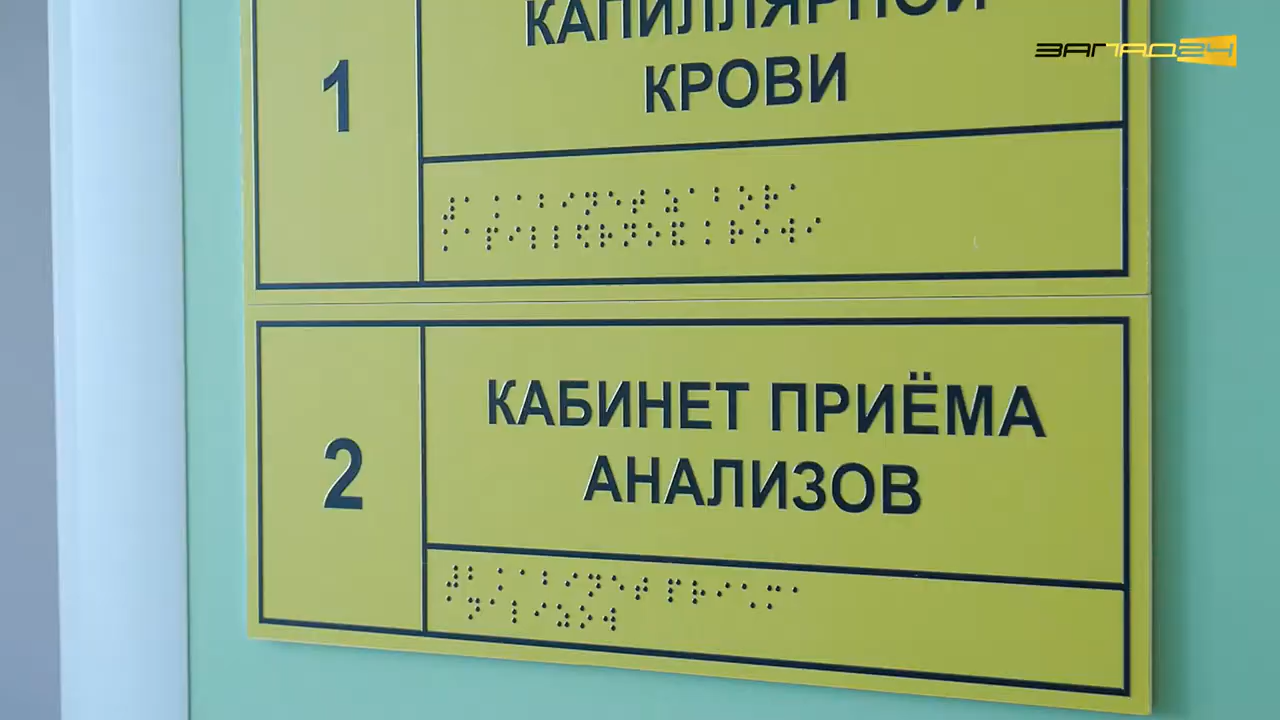 КАПИЛЛЯРНОЙ
КРОВИ
1
ЗАПАД24
КАБИНЕТ ПРИЁМА
АНАЛИЗОВ
2